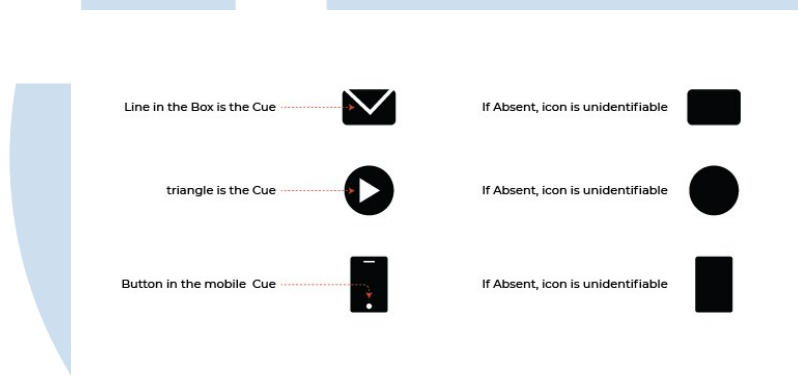 Line in the Box is the Cue
If Absent, icon is unidentifiable
triangle is the Cue
If Absent, icon is unidentifiable
Button in the mobile Cue
If Absent, icon is unidentifiable